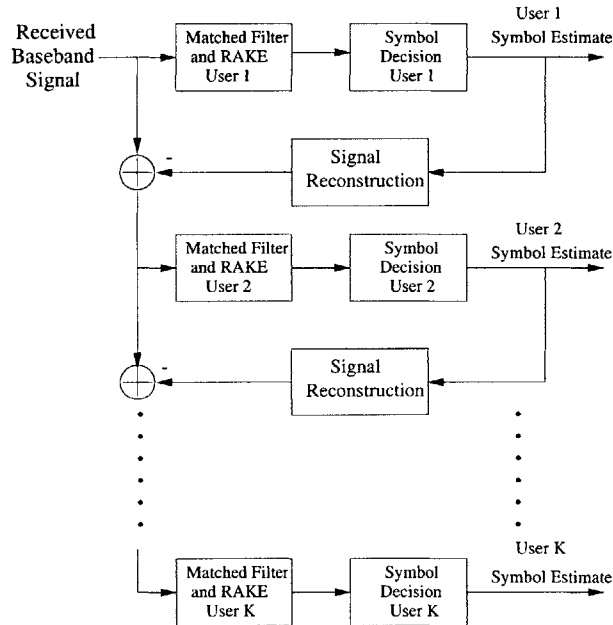 Received
Baseband
Signal
Matched Filter
and RAKE
User 1
Symbol
Decision
User 1
User 1
Symbol Estimate
-
Signal
Reconstruction
Matched Filter
and RAKE
User 2
Symbol
Decision
User 2
User 2
Symbol Estimate
-
Signal
Reconstruction
Matched Filter
and RAKE
User K
Symbol
Decision
User K
User K
Symbol Estimate